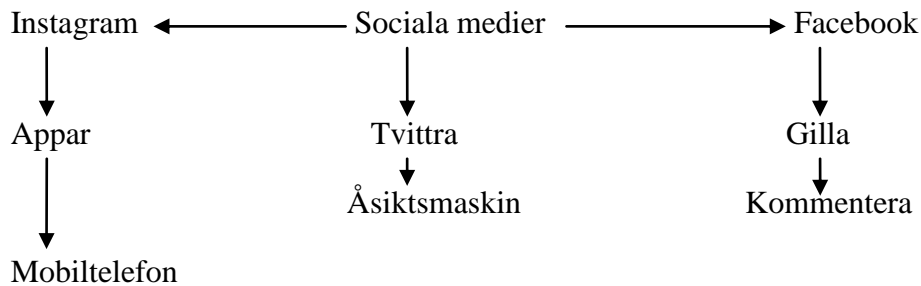 Instagram Sociala medier Facebook
Appar Tvittra Gilla
Åsiktsmaskin Kommentera
Mobiltelefon